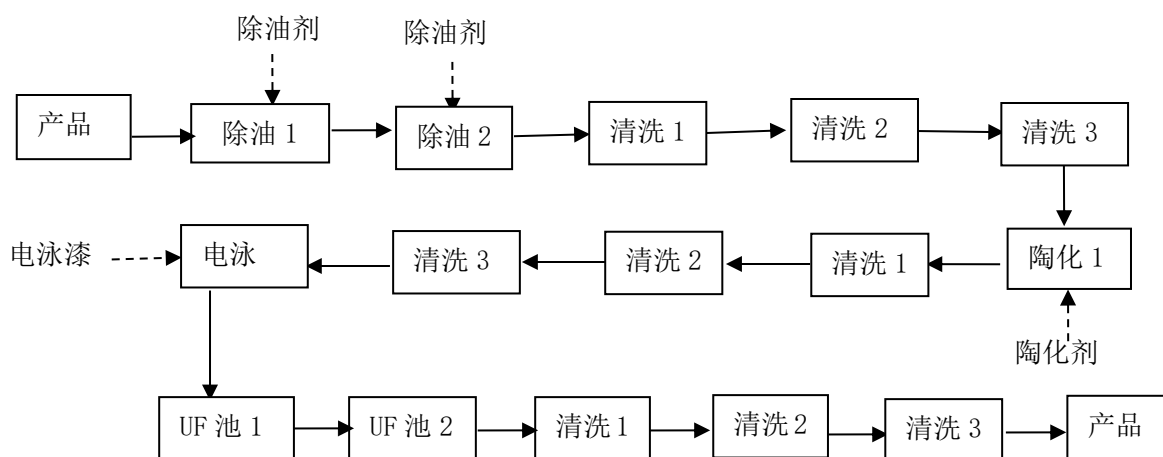 除油剂
除油剂
产品
除油 1
除油 2
清洗 1
清洗 2
清洗 3
电泳漆
电泳
清洗 3
清洗 2
清洗 1
陶化 1
陶化剂
UF 池 1
UF 池 2
清洗 1
清洗 2
清洗 3
产品